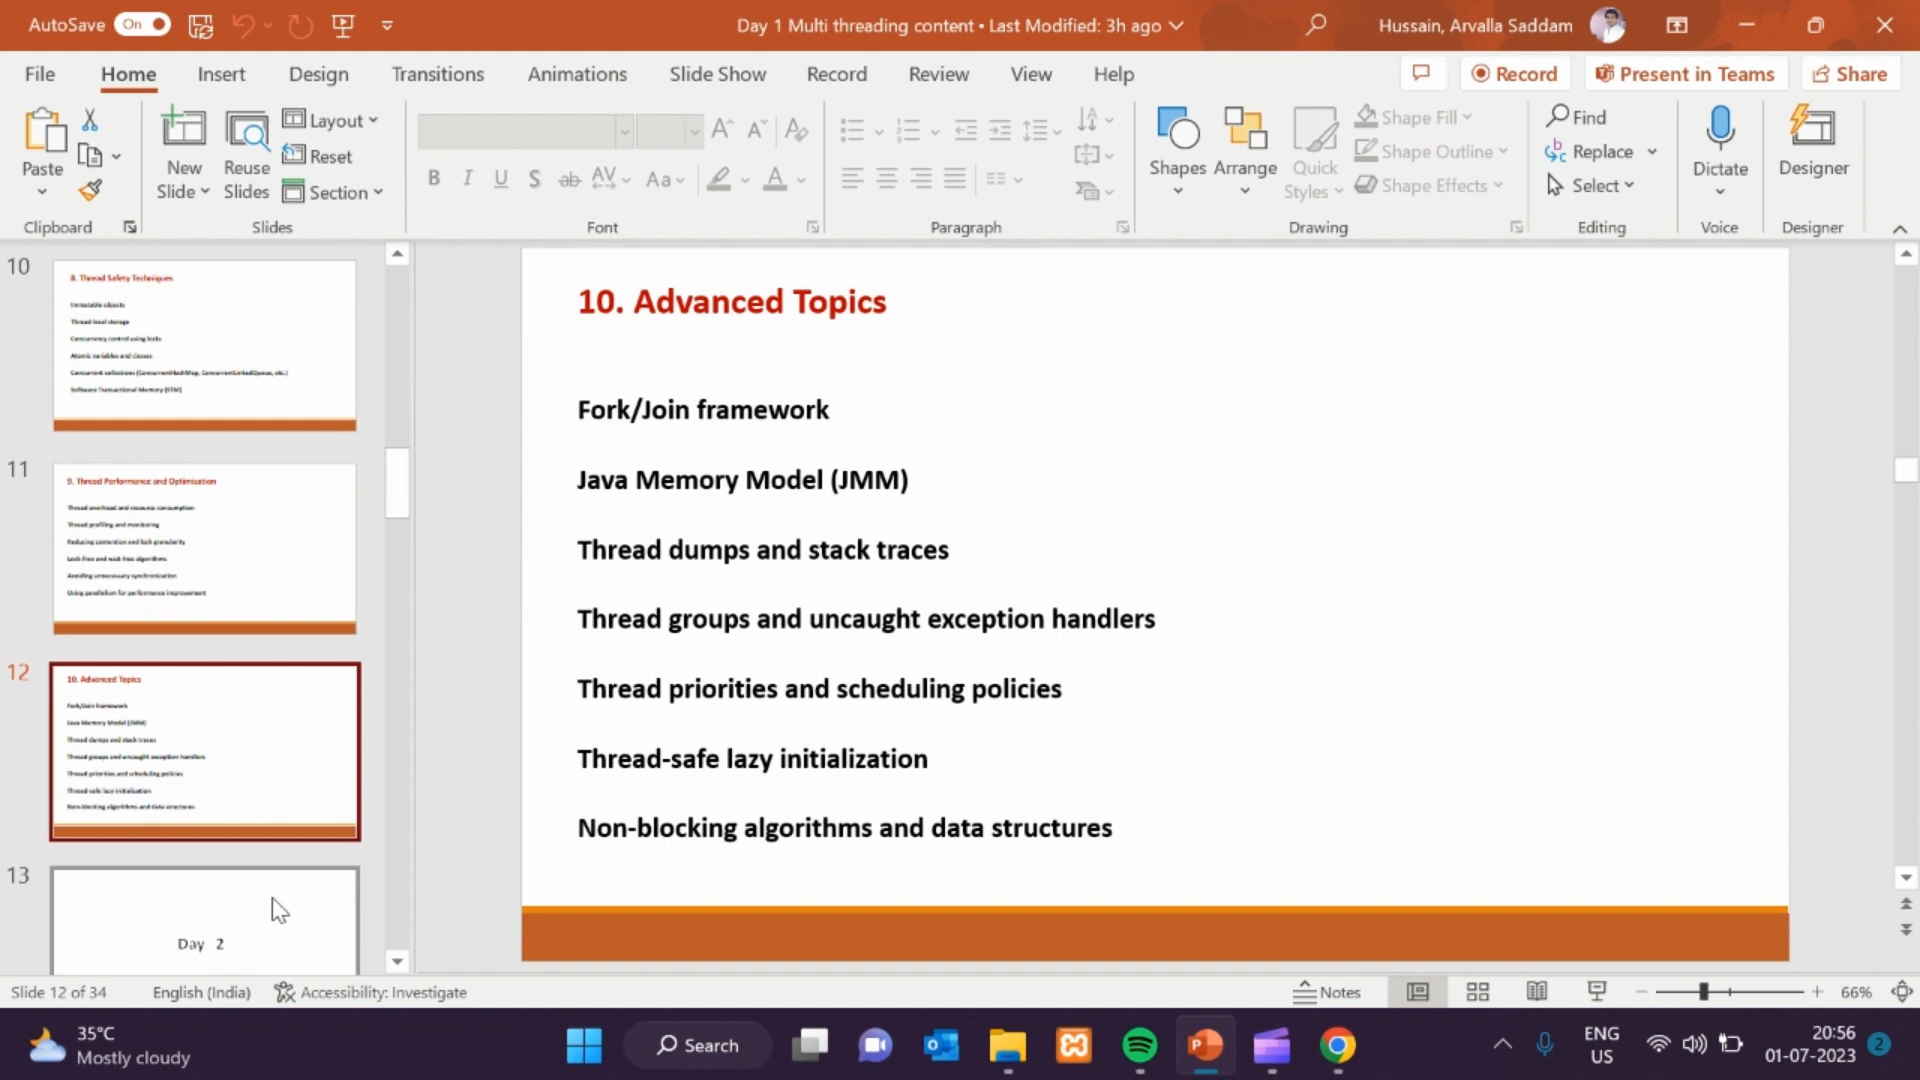 AutoSave On
Day 1 Multi threading content • Last Modified: 3h ago
Hussain, Arvalla Saddam
File Home Insert Design Transitions Animations Slide Show Record Review View Help
Record
Present in Teams
Share
Paste
Clipboard
New Slide
Reuse Slides
Layout
Reset
Section
Slides
B I U S ab AV Aa A
Font
Paragraph
Shapes
Arrange
Quick Styles
Shape Fill
Shape Outline
Shape Effects
Drawing
Find
Replace
Select
Editing
Dictate
Voice
Designer
Designer
10
8. Thread Safety Techniques
Immutable objects
Thread-local storage
Concurrency control using locks
Atomic variables and classes
Concurrent collections (ConcurrentHashMap, ConcurrentLinkedQueue, etc.)
Software Transactional Memory (STM)
11
9. Thread Performance and Optimization
Thread overhead and resource consumption
Thread profiling and monitoring
Reducing contention and lock granularity
Lock-free and wait-free algorithms
Avoiding unnecessary synchronization
Using parallelism for performance improvement
12
10. Advanced Topics
Fork/Join framework
Java Memory Model (JMM)
Thread dumps and stack traces
Thread groups and uncaught exception handlers
Thread priorities and scheduling policies
Thread-safe lazy initialization
Non-blocking algorithms and data structures
13
Day 2
10. Advanced Topics
Fork/Join framework
Java Memory Model (JMM)
Thread dumps and stack traces
Thread groups and uncaught exception handlers
Thread priorities and scheduling policies
Thread-safe lazy initialization
Non-blocking algorithms and data structures
Slide 12 of 34
English (India)
Accessibility: Investigate
Notes
66%
35°C
Mostly cloudy
Search
ENG
US
20:56
01-07-2023
2